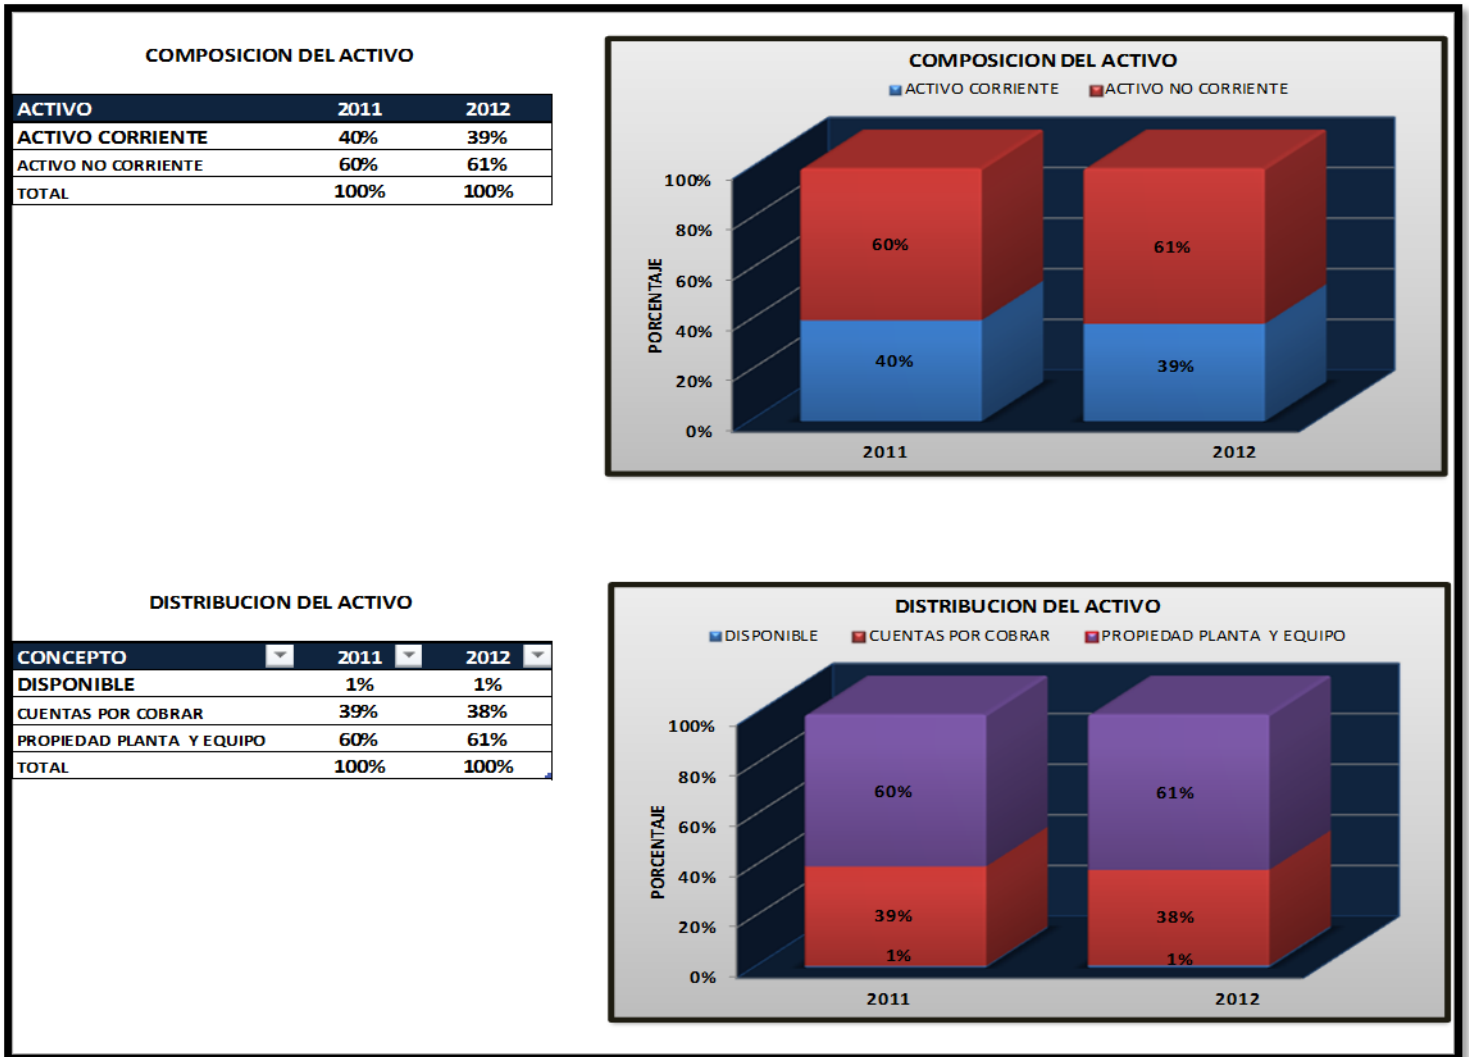 COMPOSICION DEL ACTIVO
ACTIVO 2011 2012
ACTIVO CORRIENTE 40% 39%
ACTIVO NO CORRIENTE 60% 61%
TOTAL 100% 100%
COMPOSICION DEL ACTIVO
ACTIVO CORRIENTE ACTIVO NO CORRIENTE
PORCENTAJE
100%
80%
60%
40%
20%
0%
60% 61%
40% 39%
2011 2012
DISTRIBUCION DEL ACTIVO
CONCEPTO 2011 2012
DISPONIBLE 1% 1%
CUENTAS POR COBRAR 39% 38%
PROPIEDAD PLANTA Y EQUIPO 60% 61%
TOTAL 100% 100%
DISTRIBUCION DEL ACTIVO
DISPONIBLE CUENTAS POR COBRAR PROPIEDAD PLANTA Y EQUIPO
PORCENTAJE
100%
80%
60%
40%
20%
0%
60% 61%
39% 38%
1% 1%
2011 2012